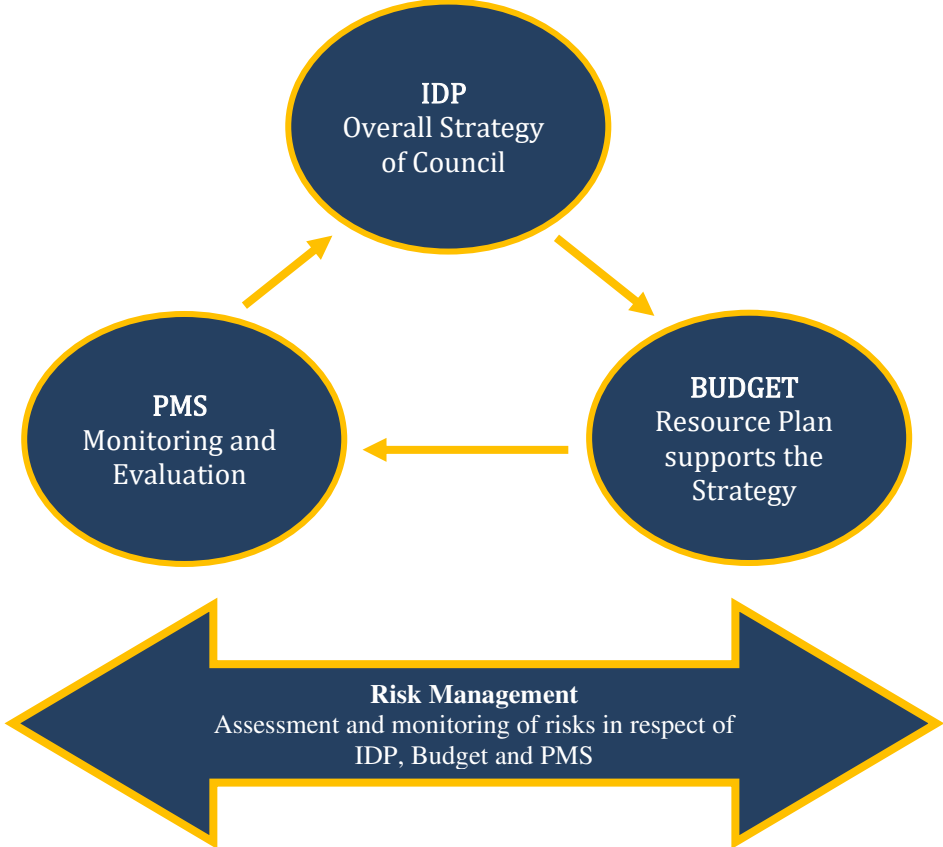 IDP
Overall Strategy
of Council
PMS
Monitoring and
Evaluation
BUDGET
Resource Plan
supports the
Strategy
Risk Management
Assessment and monitoring of risks in respect of
IDP, Budget and PMS